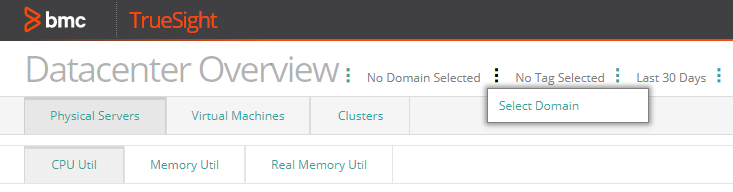 bmc TrueSight
Datacenter Overview No Domain Selected No Tag Selected Last 30 Days
Select Domain
Physical Servers Virtual Machines Clusters
CPU Util Memory Util Real Memory Util